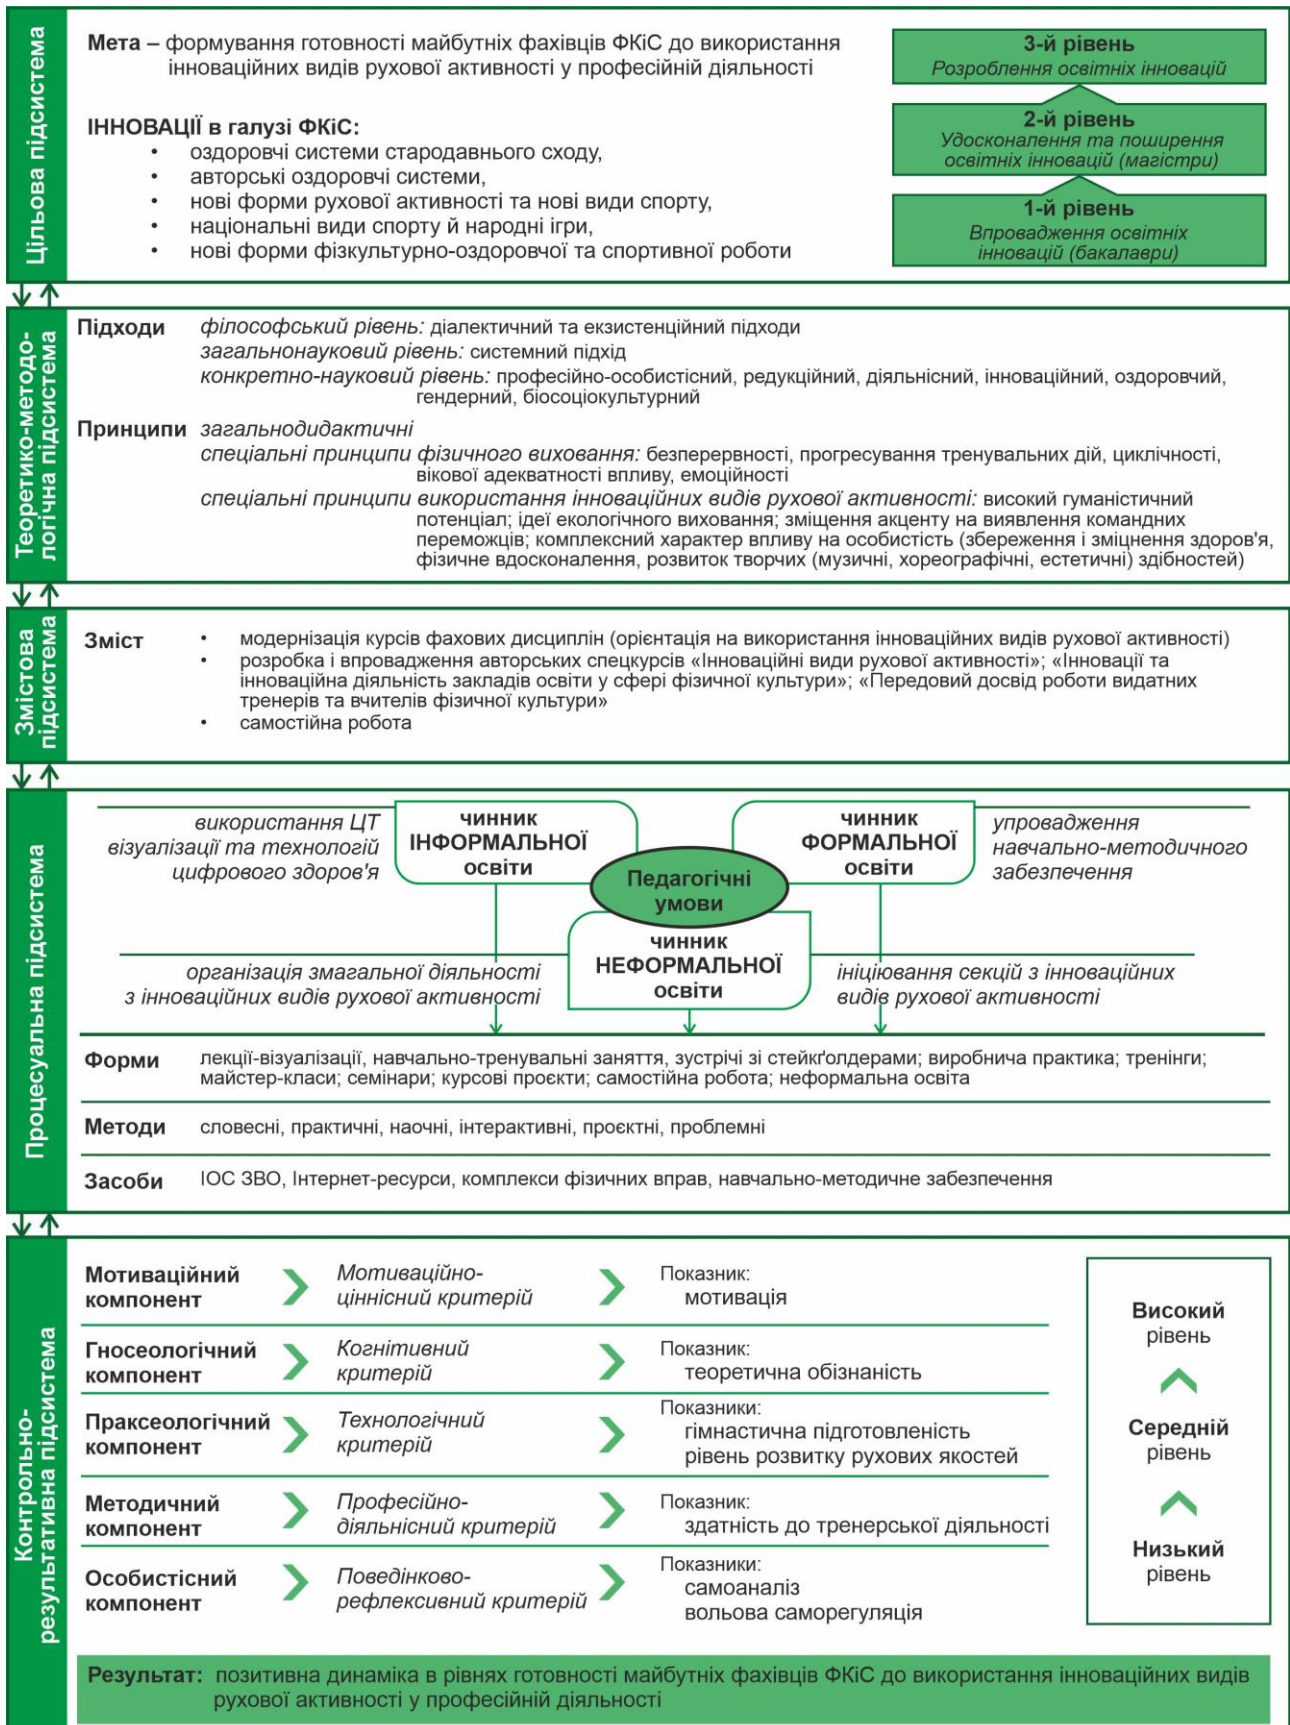 Цільова підсистема
Мета – формування готовності майбутніх фахівців ФКіС до використання
інноваційних видів рухової активності у професійній діяльності
ІННОВАЦІЇ в галузі ФКіС:
• оздоровчі системи стародавнього сходу,
• авторські оздоровчі системи,
• нові форми рухової активності та нові види спорту,
• національні види спорту й народні ігри,
• нові форми фізкультурно-оздоровчої та спортивної роботи
3-й рівень
Розроблення освітніх інновацій
2-й рівень
Удосконалення та поширення
освітніх інновацій (магістри)
1-й рівень
Впровадження освітніх
інновацій (бакалаври)
Теоретико-методо-
логічна підсистема
Підходи філософський рівень: діалектичний та екзистенційний підходи
загальнонауковий рівень: системний підхід
конкретно-науковий рівень: професійно-особистісний, редукційний, діяльнісний, інноваційний, оздоровчий,
гендерний, біосоціокультурний
Принципи загальнодидактичні
спеціальні принципи фізичного виховання: безперервності, прогресування тренувальних дій, циклічності,
вікової адекватності впливу, емоційності
спеціальні принципи використання інноваційних видів рухової активності: високий гуманістичний
потенціал; ідеї екологічного виховання; зміщення акценту на виявлення командних
переможців; комплексний характер впливу на особистість (збереження і зміцнення здоров'я,
фізичне вдосконалення, розвиток творчих (музичні, хореографічні, естетичні) здібностей)
Змістова
підсистема
Зміст • модернізація курсів фахових дисциплін (орієнтація на використання інноваційних видів рухової активності)
• розробка і впровадження авторських спецкурсів «Інноваційні види рухової активності»; «Інновації та
інноваційна діяльність закладів освіти у сфері фізичної культури»; «Передовий досвід роботи видатних
тренерів та вчителів фізичної культури»
• самостійна робота
Процесуальна підсистема
використання ЦТ
візуалізації та технологій
цифрового здоров'я
чинник
ІНФОРМАЛЬНОЇ
освіти
чинник
ФОРМАЛЬНОЇ
освіти
упровадження
навчально-методичного
забезпечення
Педагогічні
умови
організація змагальної діяльності
з інноваційних видів рухової активності
чинник
НЕФОРМАЛЬНОЇ
освіти
ініціювання секцій з інноваційних
видів рухової активності
Форми лекції-візуалізації, навчально-тренувальні заняття, зустрічі зі стейкґолдерами; виробнича практика; тренінги;
майстер-класи; семінари; курсові проєкти; самостійна робота; неформальна освіта
Методи словесні, практичні, наочні, інтерактивні, проєктні, проблемні
Засоби ІОС ЗВО, Інтернет-ресурси, комплекси фізичних вправ, навчально-методичне забезпечення
Контрольно-
результативна підсистема
Мотиваційний
компонент
Мотиваційно-
ціннісний критерій
Показник:
мотивація
Гносеологічний
компонент
Когнітивний
критерій
Показник:
теоретична обізнаність
Праксеологічний
компонент
Технологічний
критерій
Показники:
гімнастична підготовленість
рівень розвитку рухових якостей
Методичний
компонент
Професійно-
діяльнісний критерій
Показник:
здатність до тренерської діяльності
Особистісний
компонент
Поведінково-
рефлексивний критерій
Показники:
самоаналіз
вольова саморегуляція
Високий
рівень
Середній
рівень
Низький
рівень
Результат: позитивна динаміка в рівнях готовності майбутніх фахівців ФКіС до використання інноваційних видів
рухової активності у професійній діяльності